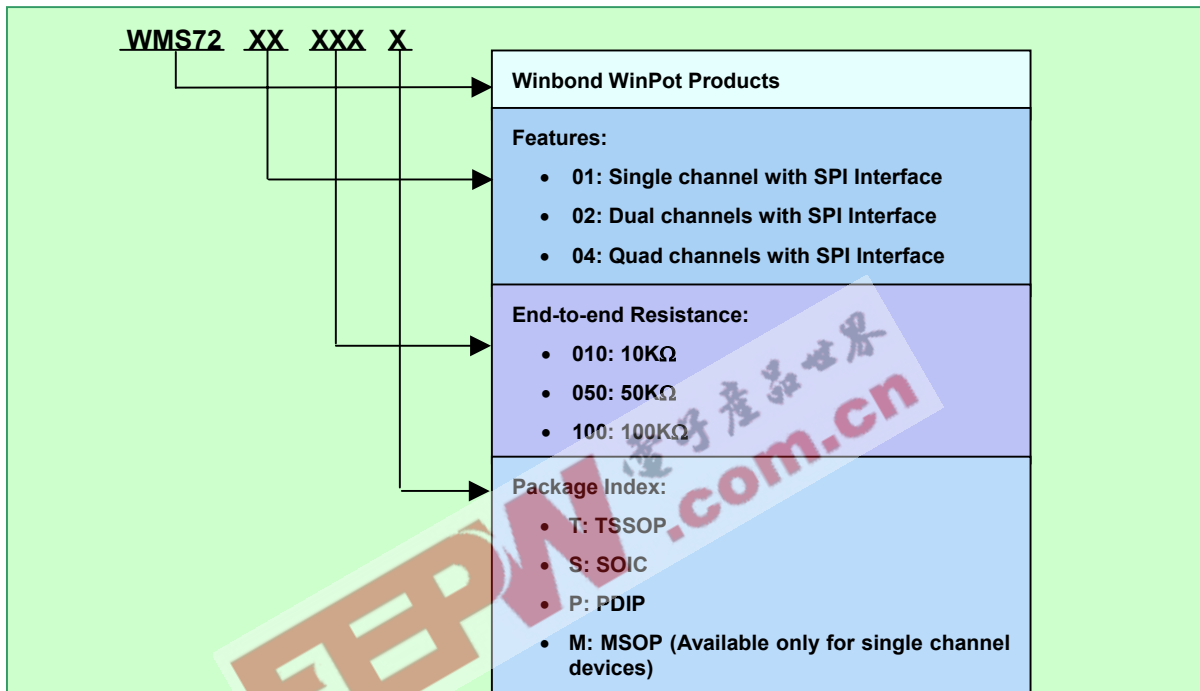 WMS72 XX XXX X
Winbond WinPot Products
Features:
• 01: Single channel with SPI Interface
• 02: Dual channels with SPI Interface
• 04: Quad channels with SPI Interface
End-to-end Resistance:
• 010: 10KΩ
• 050: 50KΩ
• 100: 100KΩ
Package Index:
• T: TSSOP
• S: SOIC
• P: PDIP
• M: MSOP (Available only for single channel
devices)
EEPW
.com.cn